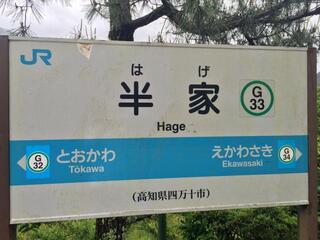 JR
はげ
半家
G
33
Hage
G
32
とおかわ
Tōkawa
えかわさき
Ekawasaki
G
34
(高知県四万十市)